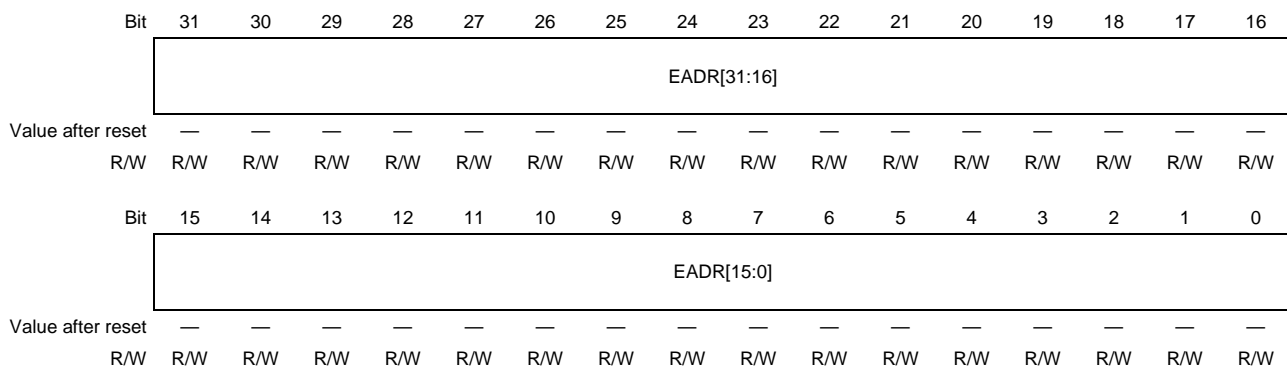 Bit 31 30 29 28 27 26 25 24 23 22 21 20 19 18 17 16
EADR[31:16]
Value after reset — — — — — — — — — — — — — — — —
R/W R/W R/W R/W R/W R/W R/W R/W R/W R/W R/W R/W R/W R/W R/W R/W R/W
Bit 15 14 13 12 11 10 9 8 7 6 5 4 3 2 1 0
EADR[15:0]
Value after reset — — — — — — — — — — — — — — — —
R/W R/W R/W R/W R/W R/W R/W R/W R/W R/W R/W R/W R/W R/W R/W R/W R/W